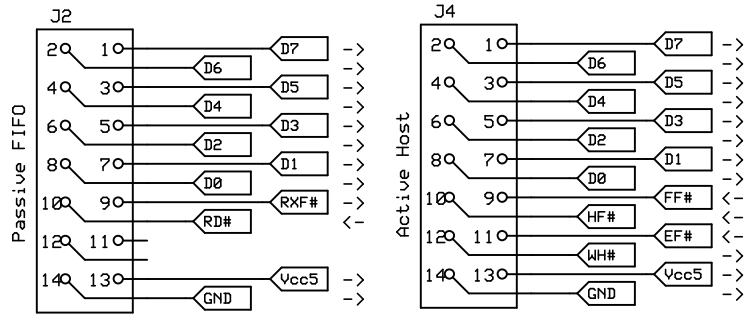 J2
Passive FIFO
2 1 D7 ->
D6 ->
4 3 D5 ->
D4 ->
6 5 D3 ->
D2 ->
8 7 D1 ->
D0 ->
10 9 RXF# ->
RD# <-
12 11
14 13 Vcc5 ->
GND ->
J4
Active Host
2 1 D7 ->
D6 ->
4 3 D5 ->
D4 ->
6 5 D3 ->
D2 ->
8 7 D1 ->
D0 ->
10 9 FF# <-
HF# <-
12 11 EF# <-
WH# ->
14 13 Vcc5 ->
GND ->